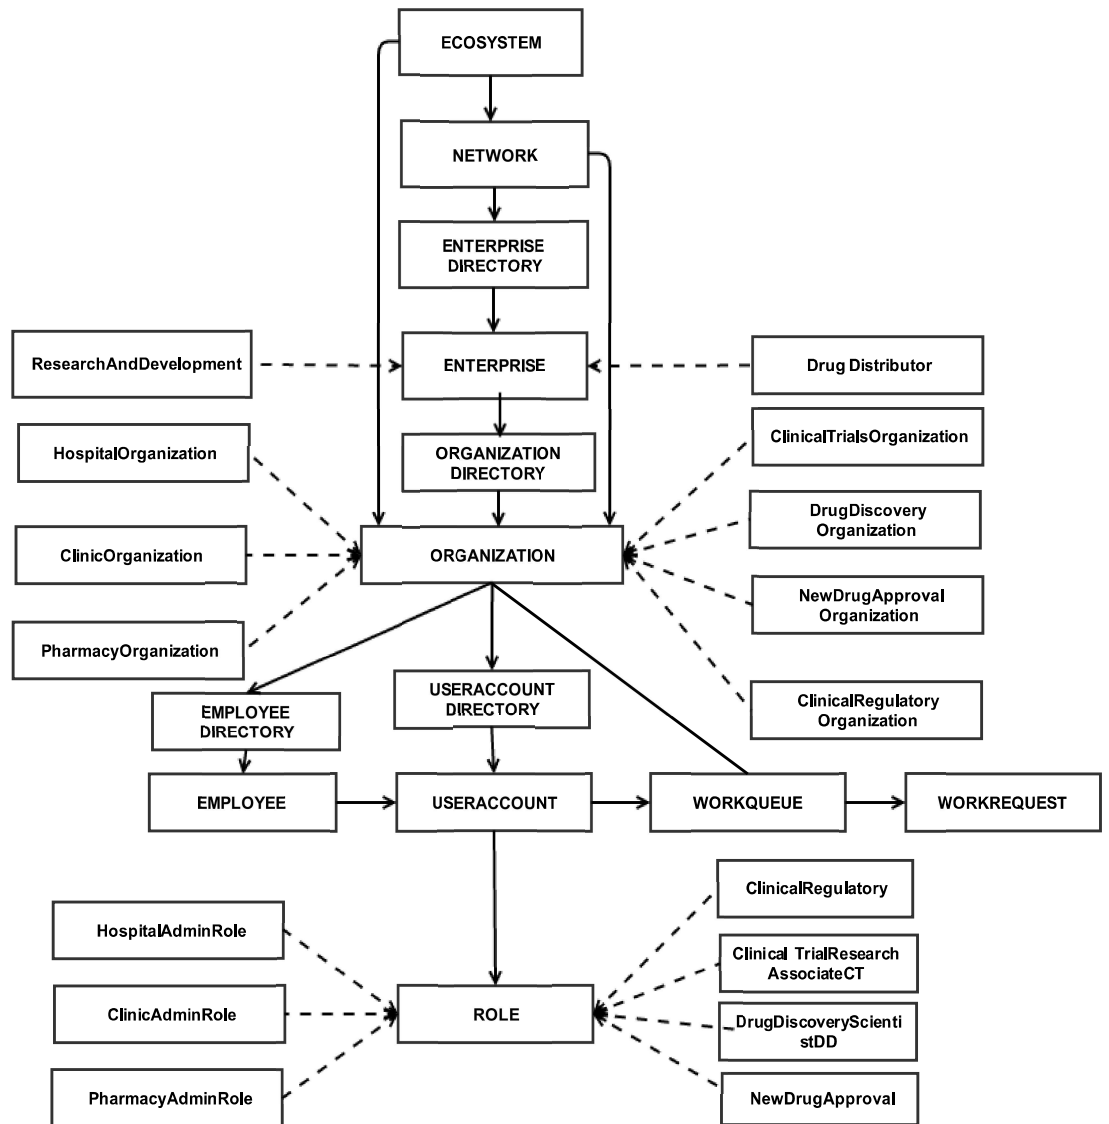 ECOSYSTEM
NETWORK
ENTERPRISE
DIRECTORY
ResearchAndDevelopment
ENTERPRISE
Drug Distributor
HospitalOrganization
ORGANIZATION
DIRECTORY
ClinicalTrialsOrganization
DrugDiscovery
Organization
ClinicOrganization
ORGANIZATION
NewDrugApproval
Organization
PharmacyOrganization
EMPLOYEE
DIRECTORY
USERACCOUNT
DIRECTORY
ClinicalRegulatory
Organization
EMPLOYEE
USERACCOUNT
WORKQUEUE
WORKREQUEST
ClinicalRegulatory
HospitalAdminRole
Clinical TrialResearch
AssociateCT
ClinicAdminRole
ROLE
DrugDiscoveryScienti
stDD
PharmacyAdminRole
NewDrugApproval